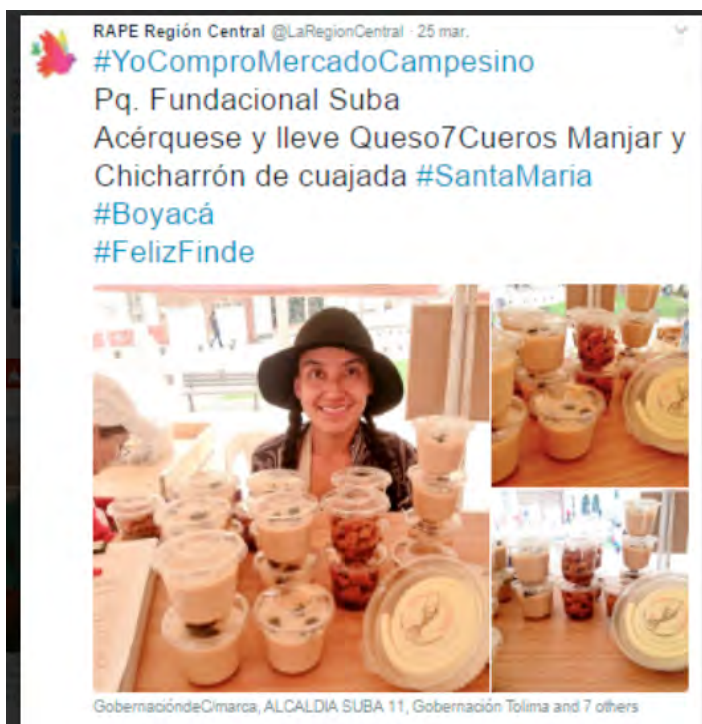 RAPE Región Central @LaRegionCentral · 25 mar.
#YoComproMercadoCampesino
Pq. Fundacional Suba
Acérquese y lleve Queso7Cueros Manjar y
Chicharrón de cuajada #SantaMaria
#Boyacá
#FelizFinde
GobernacióndeC/marca, ALCALDIA SUBA 11, Gobernación Tolima and 7 others